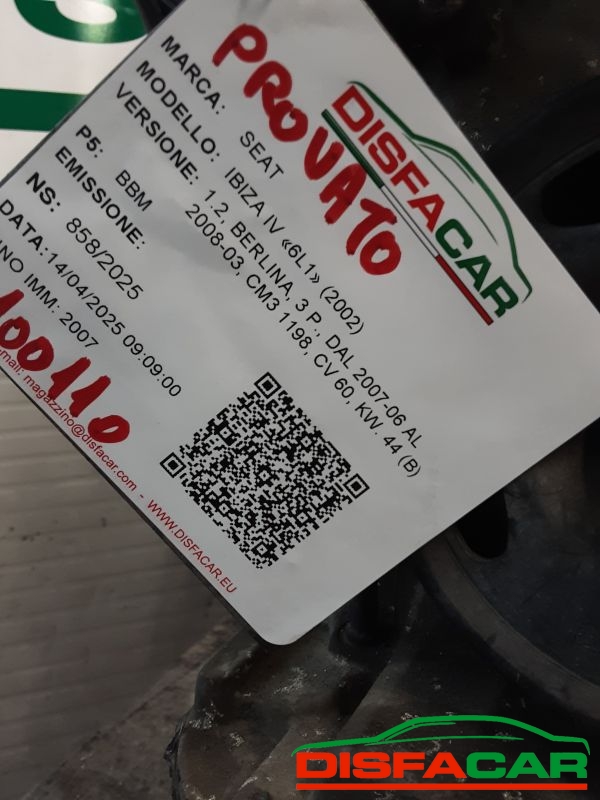 PROVATO
DISFACAR
MARCA: SEAT
MODELLO: IBIZA IV «6L1» (2002)
VERSIONE: 1.2, BERLINA, 3 P., DAL 2007-06 AL
2008-03, CM3 1198, CV 60, KW. 44 (B)
P5: BBM
EMISSIONE:
NS: 858/2025
DATA:14/04/2025 09:09:00
NO IMM: 2007
100110
mail: magazzino@disfacar.com - WWW.DISFACAR.EU
DISFACAR